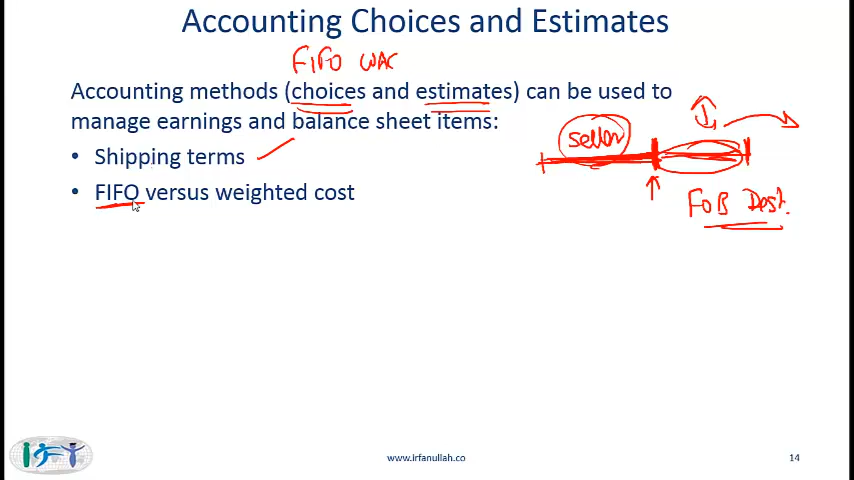 Accounting Choices and Estimates
FIFO WAC
Accounting methods (choices and estimates) can be used to
manage earnings and balance sheet items:
seller
• Shipping terms
• FIFO versus weighted cost
FOB Dest.
www.irfanullah.co
14